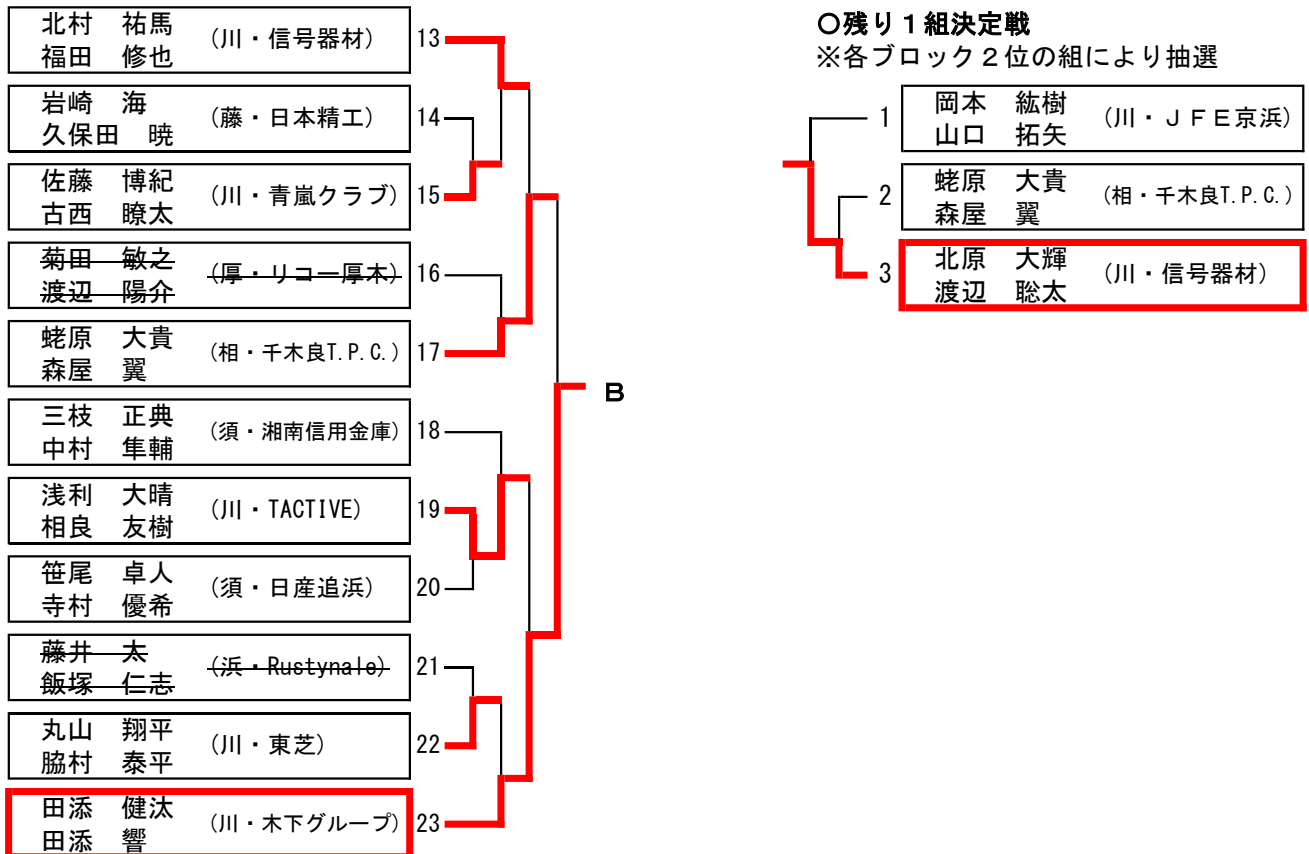 北村　祐馬
福田　修也
(川・信号器材) 13
岩崎　海
久保田　暁
(藤・日本精工) 14
佐藤　博紀
古西　瞭太
(川・青嵐クラブ) 15
菊田　敏之
渡辺　陽介
(厚・リコー厚木) 16
蛯原　大貴
森屋　翼
(相・千木良T.P.C.) 17
B
三枝　正典
中村　隼輔
(須・湘南信用金庫) 18
浅利　大晴
相良　友樹
(川・TACTIVE) 19
笹尾　卓人
寺村　優希
(須・日産追浜) 20
藤井　太
飯塚　仁志
(浜・Rustynale) 21
丸山　翔平
脇村　泰平
(川・東芝) 22
田添　健汰
田添　響
(川・木下グループ) 23
○残り１組決定戦
※各ブロック２位の組により抽選
1 岡本　紘樹
山口　拓矢
(川・ＪＦＥ京浜)
2 蛯原　大貴
森屋　翼
(相・千木良T.P.C.)
3 北原　大輝
渡辺　聡太
(川・信号器材)